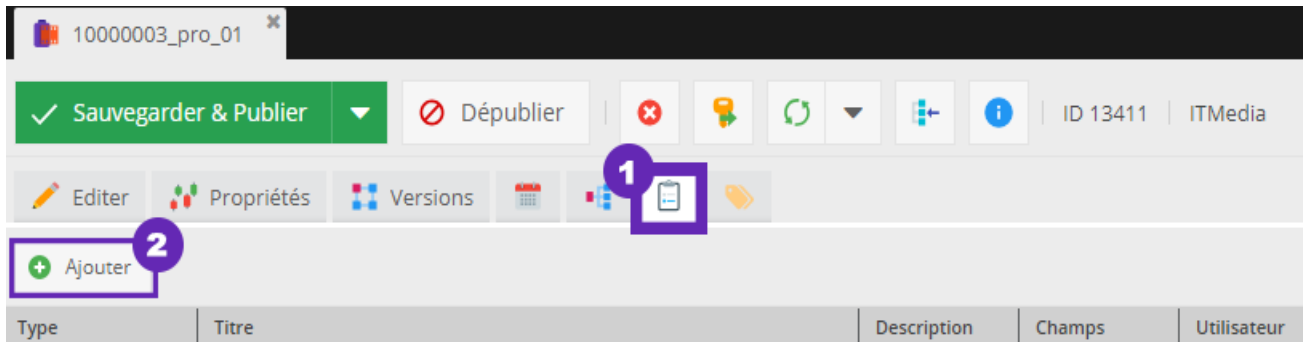 10000003_pro_01
Sauvegarder & Publier Dépublier ID 13411 ITMedia
1
Editer Propriétés Versions
2
Ajouter
Type Titre Description Champs Utilisateur